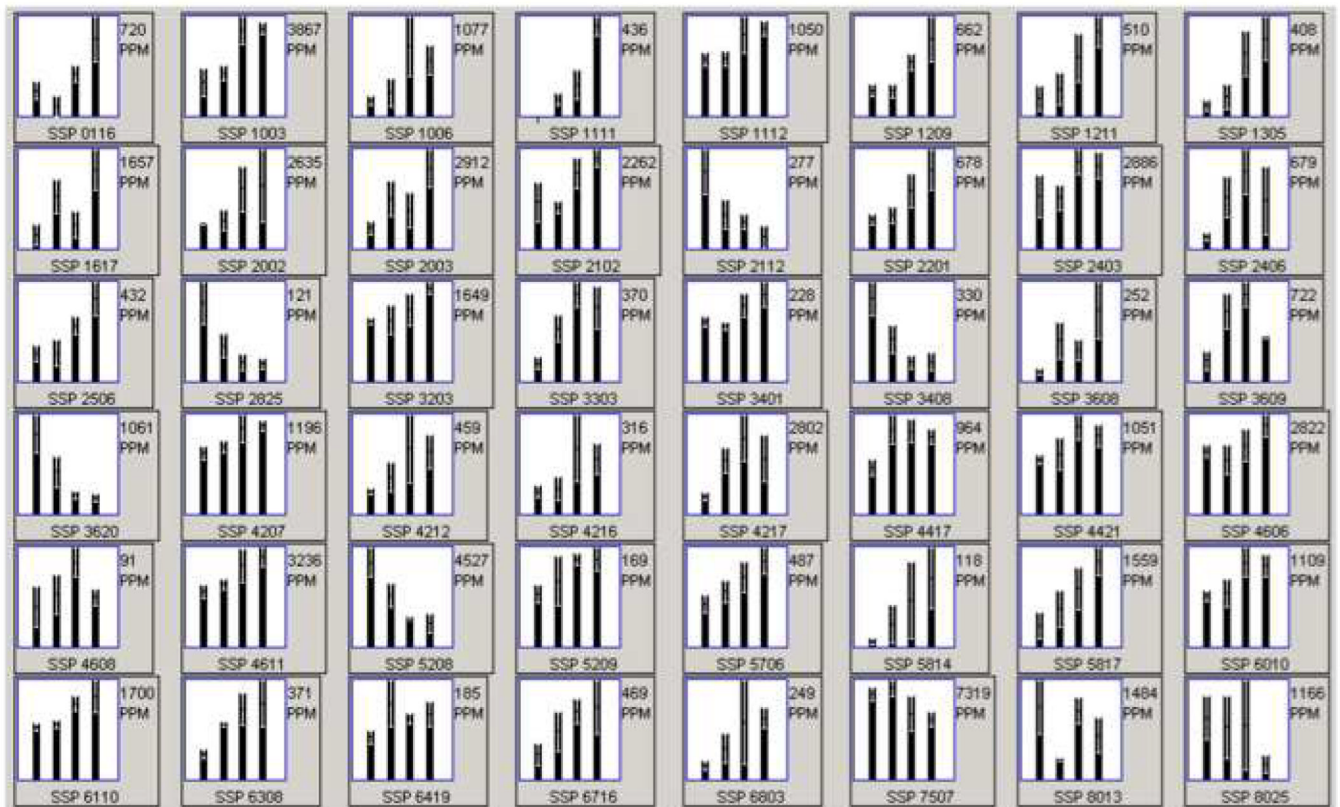 720 PPM SSP 0116
3867 PPM SSP 1003
1077 PPM SSP 1006
436 PPM SSP 1111
1050 PPM SSP 1112
662 PPM SSP 1209
510 PPM SSP 1211
408 PPM SSP 1305
1657 PPM SSP 1617
2635 PPM SSP 2002
2912 PPM SSP 2003
2262 PPM SSP 2102
277 PPM SSP 2112
678 PPM SSP 2201
2886 PPM SSP 2403
679 PPM SSP 2406
432 PPM SSP 2506
121 PPM SSP 2825
1649 PPM SSP 3203
370 PPM SSP 3303
228 PPM SSP 3401
330 PPM SSP 3408
252 PPM SSP 3608
722 PPM SSP 3609
1061 PPM SSP 3620
1196 PPM SSP 4207
459 PPM SSP 4212
316 PPM SSP 4216
2802 PPM SSP 4217
964 PPM SSP 4417
1051 PPM SSP 4421
2822 PPM SSP 4606
91 PPM SSP 4608
3236 PPM SSP 4611
4527 PPM SSP 5208
169 PPM SSP 5209
487 PPM SSP 5706
118 PPM SSP 5814
1559 PPM SSP 5817
1109 PPM SSP 6010
1700 PPM SSP 6110
371 PPM SSP 6308
185 PPM SSP 6419
469 PPM SSP 6716
249 PPM SSP 6803
7319 PPM SSP 7507
1484 PPM SSP 8013
1166 PPM SSP 8025